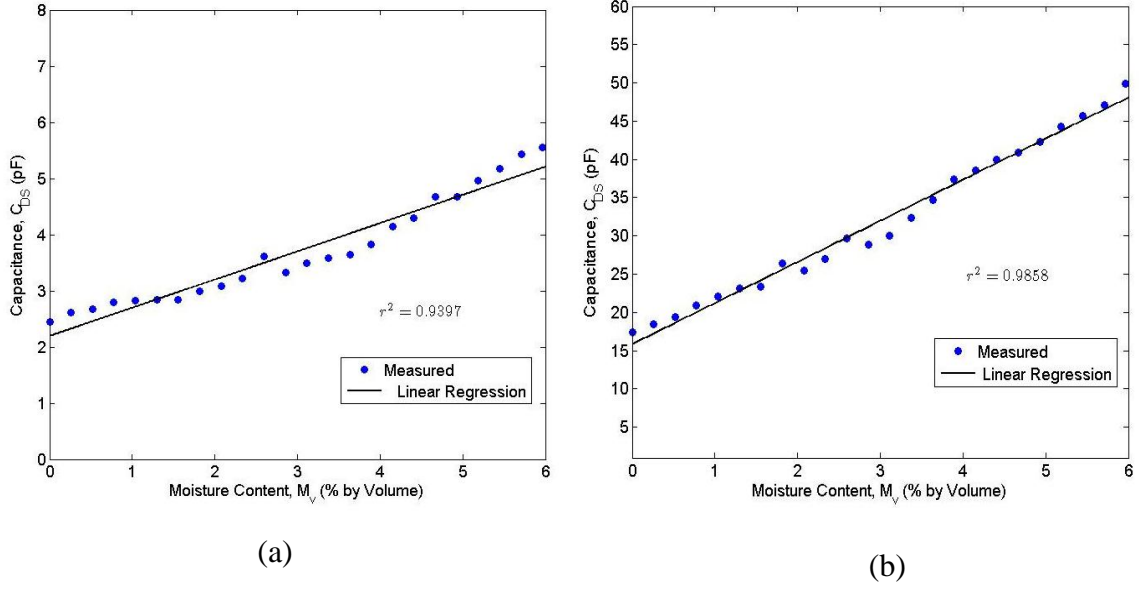 8
7
6
5
4
3
2
1
0
Capacitance, C_DS (pF)
r² = 0.9397
Measured
Linear Regression
0 1 2 3 4 5 6
Moisture Content, M_v (% by Volume)
(a)
60
55
50
45
40
35
30
25
20
15
10
5
Capacitance, C_DS (pF)
r² = 0.9858
Measured
Linear Regression
0 1 2 3 4 5 6
Moisture Content, M_v (% by Volume)
(b)